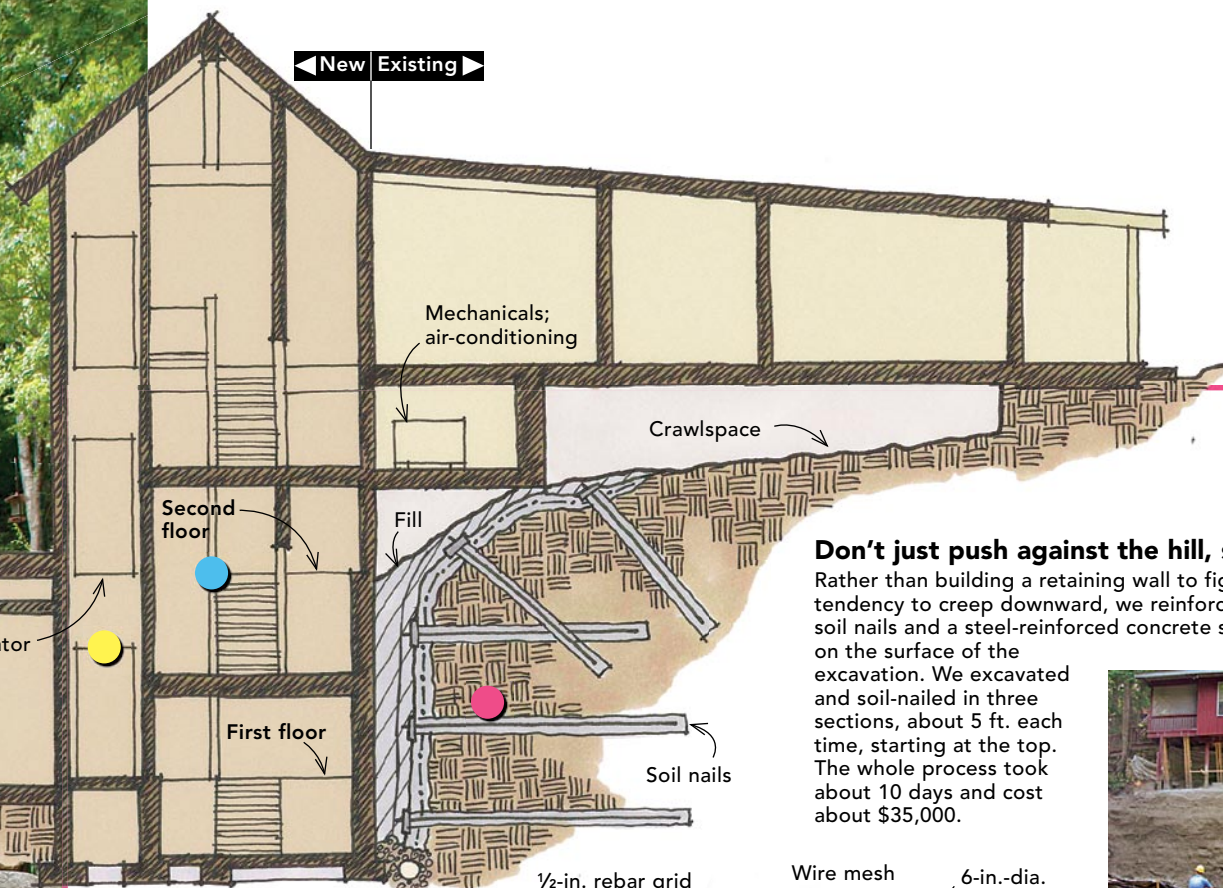 New Existing
Mechanicals;
air-conditioning
Crawlspace
Second
floor
Fill
First floor
Soil nails
Don't just push against the hill,
Rather than building a retaining wall to
tendency to creep downward, we
soil nails and a steel-reinforced concrete
on the surface of the
excavation. We excavated
and soil-nailed in three
sections, about 5 ft. each
time, starting at the top.
The whole process took
about 10 days and cost
about $35,000.
½-in. rebar grid
Wire mesh
6-in.-dia.